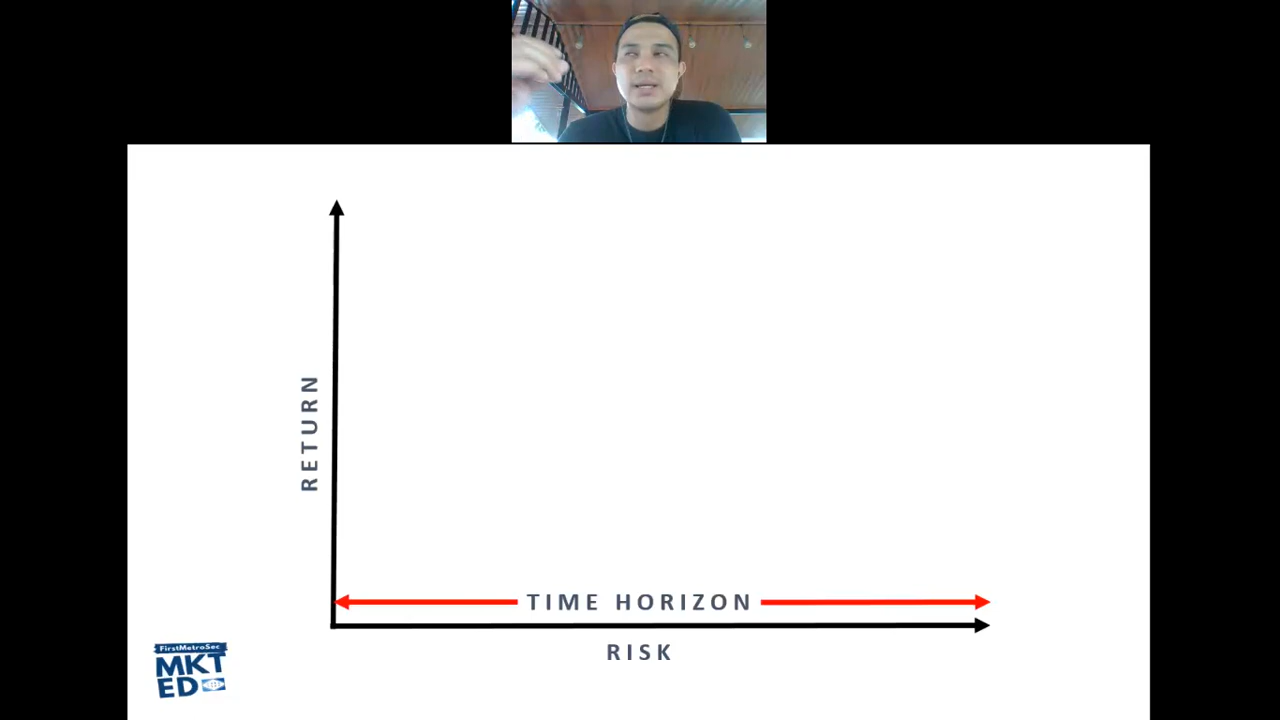 RETURN
TIME HORIZON
RISK
FirstMetroSec
MKT
ED